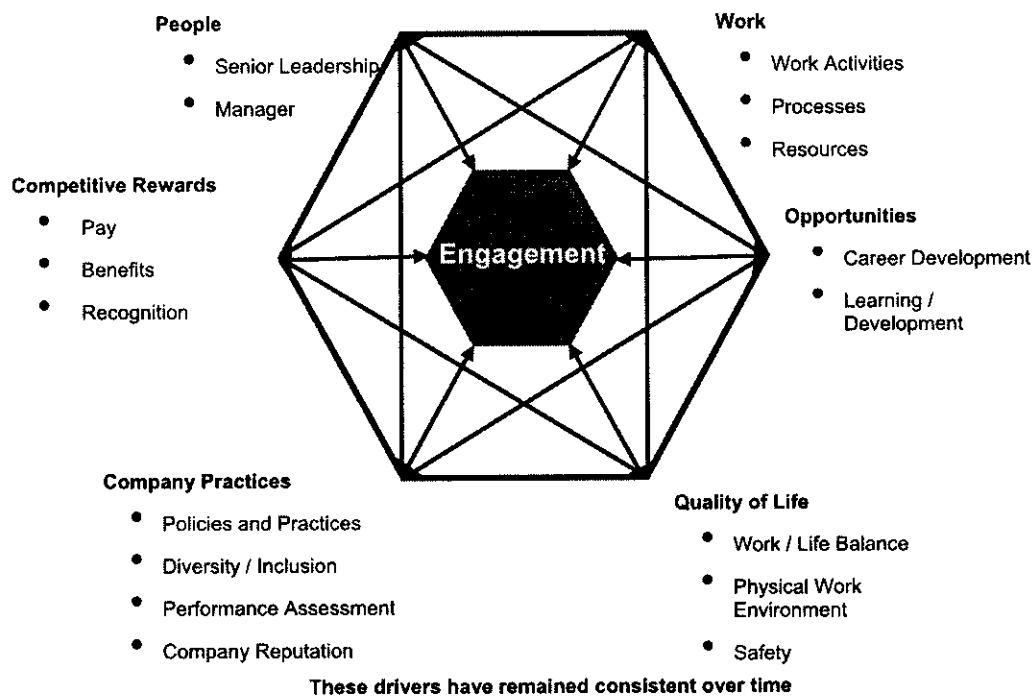 People
Senior Leadership
Manager
Work
Work Activities
Processes
Resources
Competitive Rewards
Pay
Benefits
Recognition
Engagement
Opportunities
Career Development
Learning /
Development
Company Practices
Policies and Practices
Diversity / Inclusion
Performance Assessment
Company Reputation
Quality of Life
Work / Life Balance
Physical Work
Environment
Safety
These drivers have remained consistent over time